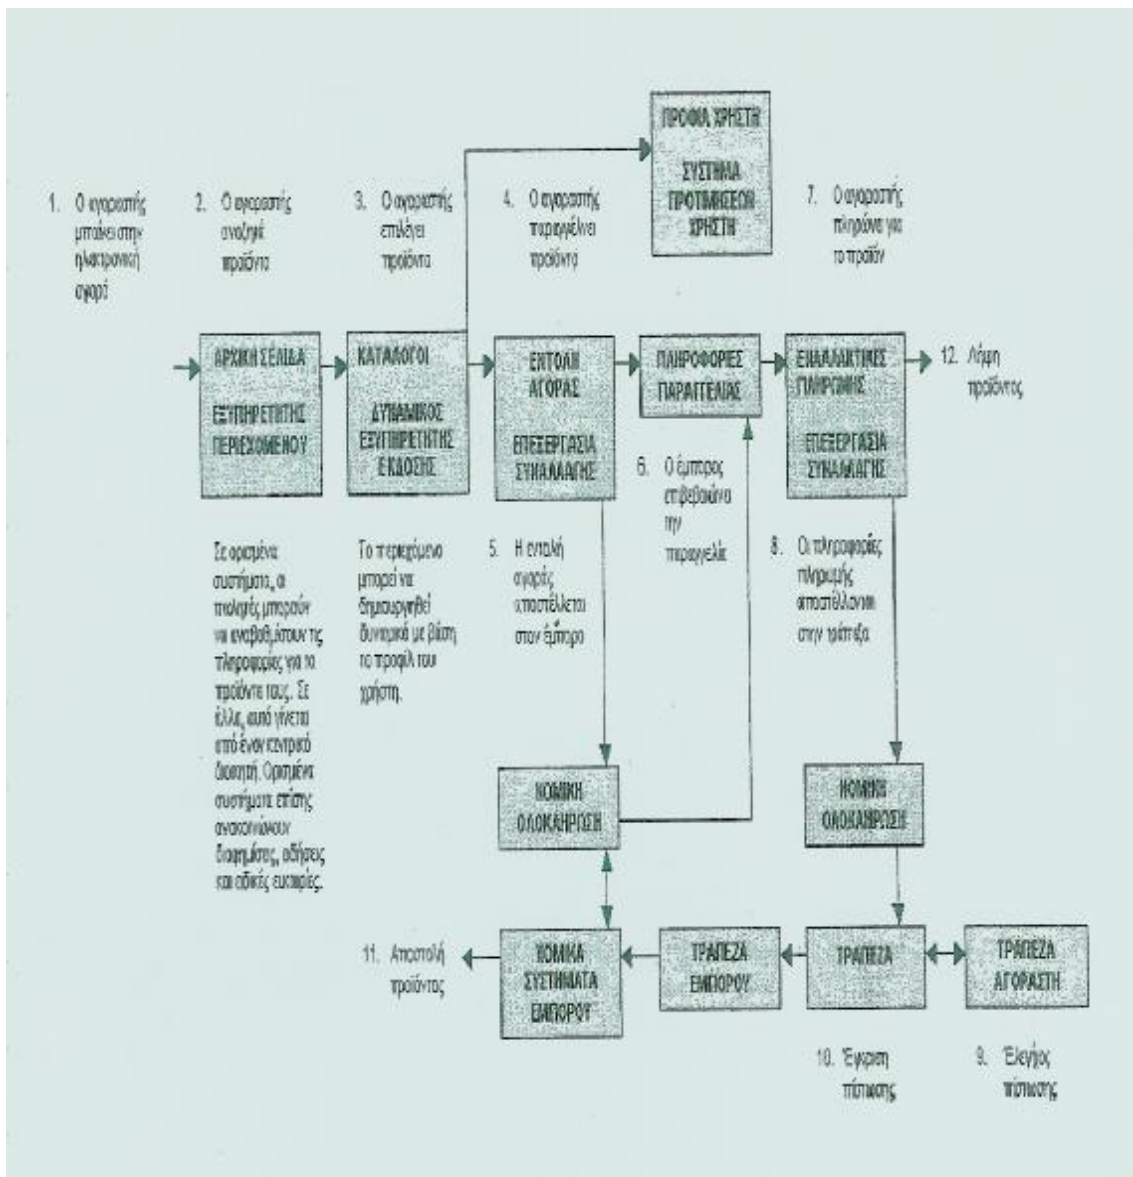 ΠΡΟΦΙΛ ΧΡΗΣΤΗ
ΣΥΣΤΗΜΑ
ΠΡΟΤΙΜΗΣΕΩΝ
ΧΡΗΣΤΗ
1. Ο αγοραστής
μπαίνει στην
ηλεκτρονική
αγορά
2. Ο αγοραστής
αναζητά
προϊόντα
3. Ο αγοραστής
επιλέγει
προϊόντα
4. Ο αγοραστής
παραγγέλνει
προϊόντα
7. Ο αγοραστής
πληρώνει για
το προϊόν
ΑΡΧΙΚΗ ΣΕΛΙΔΑ
ΕΞΥΠΗΡΕΤΗΤΗΣ
ΠΕΡΙΕΧΟΜΕΝΟΥ
ΚΑΤΑΛΟΓΟΙ
ΔΥΝΑΜΙΚΟΣ
ΕΞΥΠΗΡΕΤΗΤΗΣ
ΕΚΔΟΣΗΣ
ΕΝΤΟΛΗ
ΑΓΟΡΑΣ
ΕΠΕΞΕΡΓΑΣΙΑ
ΣΥΝΑΛΛΑΓΗΣ
ΠΛΗΡΟΦΟΡΙΕΣ
ΠΑΡΑΓΓΕΛΙΑΣ
ΕΝΑΛΛΑΚΤΙΚΕΣ
ΠΛΗΡΩΜΗΣ
ΕΠΕΞΕΡΓΑΣΙΑ
ΣΥΝΑΛΛΑΓΗΣ
12. Λήψη
προϊόντος
Σε ορισμένα
συστήματα, οι
πωλητές μπορούν
να αναβαθμίσουν τις
πληροφορίες για τα
προϊόντα τους. Σε
άλλα, αυτό γίνεται
από έναν κεντρικό
διοικητή. Ορισμένα
συστήματα επίσης
ανακοινώνουν
διαφημίσεις, ειδήσεις
και ειδικές ευκαιρίες.
Το περιεχόμενο
μπορεί να
δημιουργηθεί
δυναμικά με βάση
το προφίλ του
χρήστη.
5. Η εντολή
αγοράς
αποστέλλεται
στον έμπορο
6. Ο έμπορος
επιβεβαιώνει
την
παραγγελία
8. Οι πληροφορίες
πληρωμής
αποστέλλονται
στην τράπεζα
ΝΟΜΙΚΗ
ΟΛΟΚΛΗΡΩΣΗ
ΝΟΜΙΚΗ
ΟΛΟΚΛΗΡΩΣΗ
11. Αποστολή
προϊόντος
ΝΟΜΙΚΑ
ΣΥΣΤΗΜΑΤΑ
ΕΜΠΟΡΟΥ
ΤΡΑΠΕΖΑ
ΕΜΠΟΡΟΥ
ΤΡΑΠΕΖΑ
ΤΡΑΠΕΖΑ
ΑΓΟΡΑΣΤΗ
10. Έγκριση
πίστωσης
9. Έλεγχος
πίστωσης